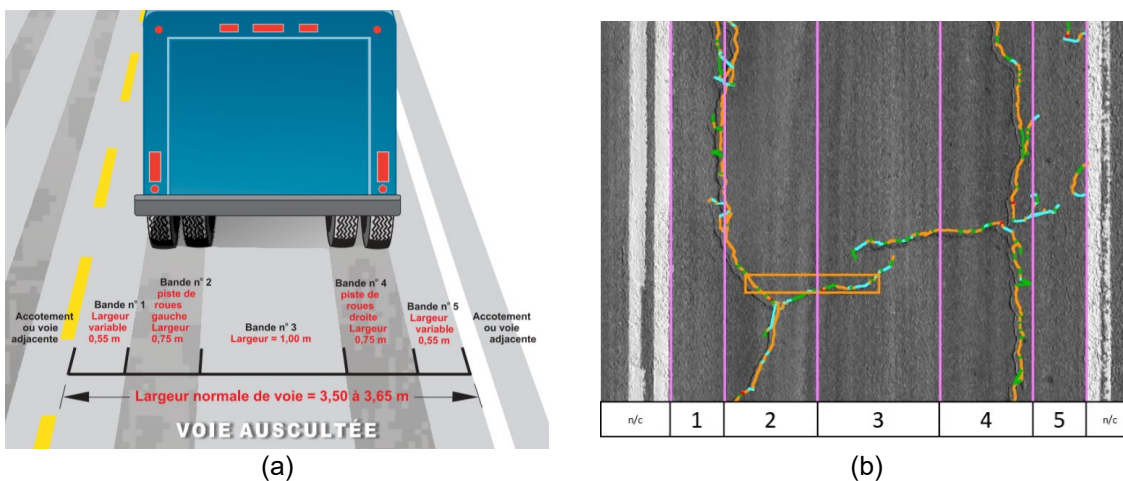 Accotement
ou voie
adjacente
Bande n° 1
Largeur
variable
0,55 m
Bande n° 2
piste de
roues
gauche
Largeur
0,75 m
Bande n° 3
Largeur = 1,00 m
Bande n° 4
piste de
roues
droite
Largeur
0,75 m
Bande n° 5
Largeur
variable
0,55 m
Accotement
ou voie
adjacente
Largeur normale de voie = 3,50 à 3,65 m
VOIE AUSCULTÉE
(a)
n/c 1 2 3 4 5 n/c
(b)